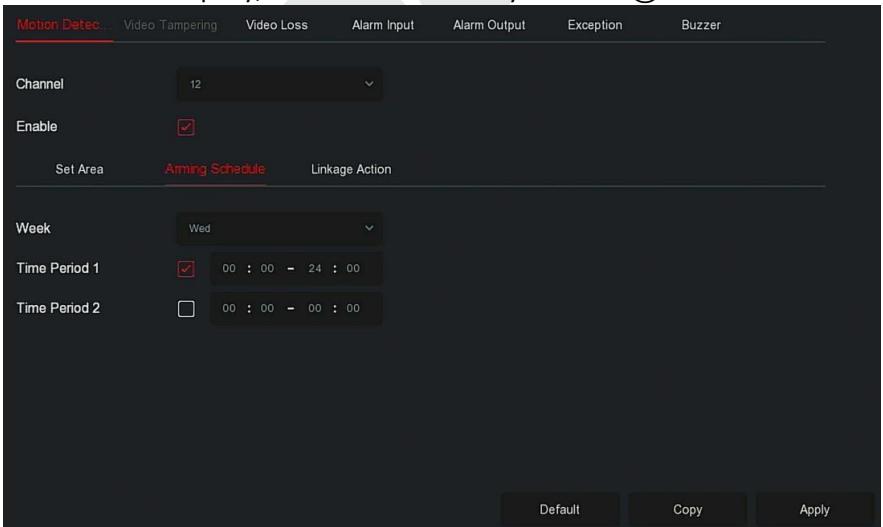 Motion Detec... Video Tampering Video Loss Alarm Input Alarm Output Exception Buzzer
Channel 12
Enable
Set Area Arming Schedule Linkage Action
Week Wed
Time Period 1 00 : 00 - 24 : 00
Time Period 2 00 : 00 - 00 : 00
Default Copy Apply